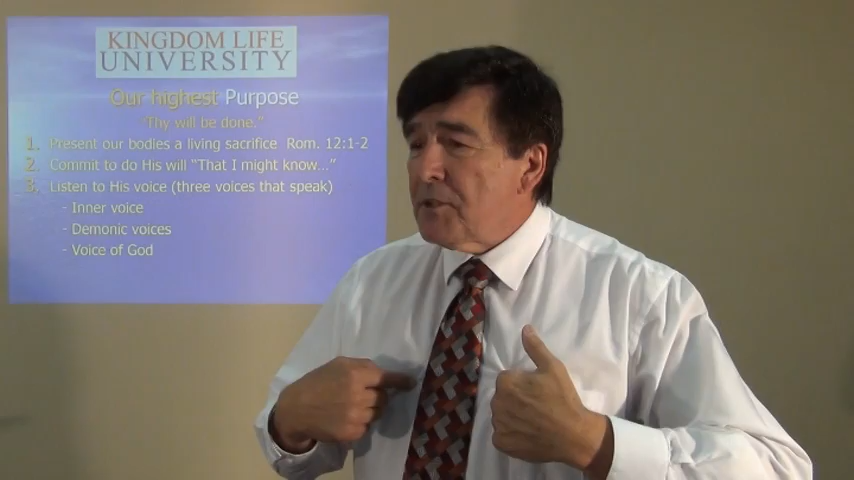 KINGDOM LIFE
UNIVERSITY
Our highest Purpose
"Thy will be done."
1. Present our bodies a living sacrifice Rom. 12:1-2
2. Commit to do His will "That I might know..."
3. Listen to His voice (three voices that speak)
- Inner voice
- Demonic voices
- Voice of God